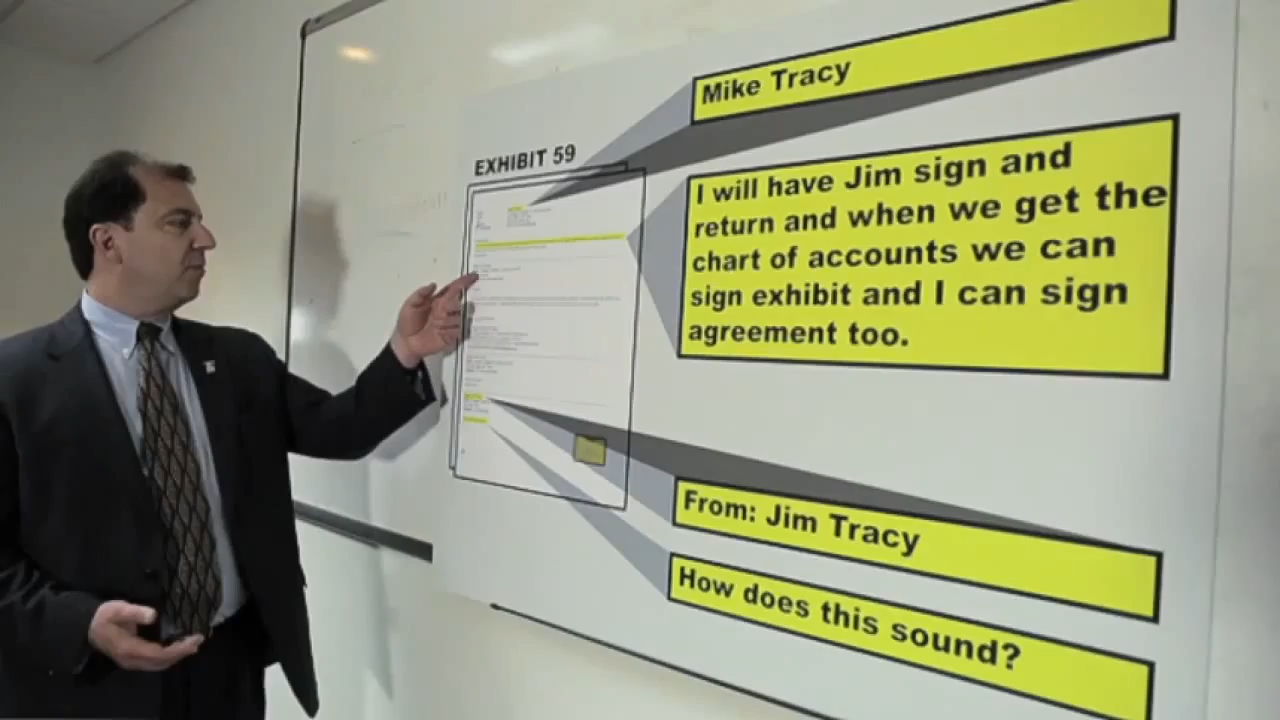 Mike Tracy
EXHIBIT 59
I will have Jim sign and
return and when we get the
chart of accounts we can
sign exhibit and I can sign
agreement too.
From: Jim Tracy
How does this sound?